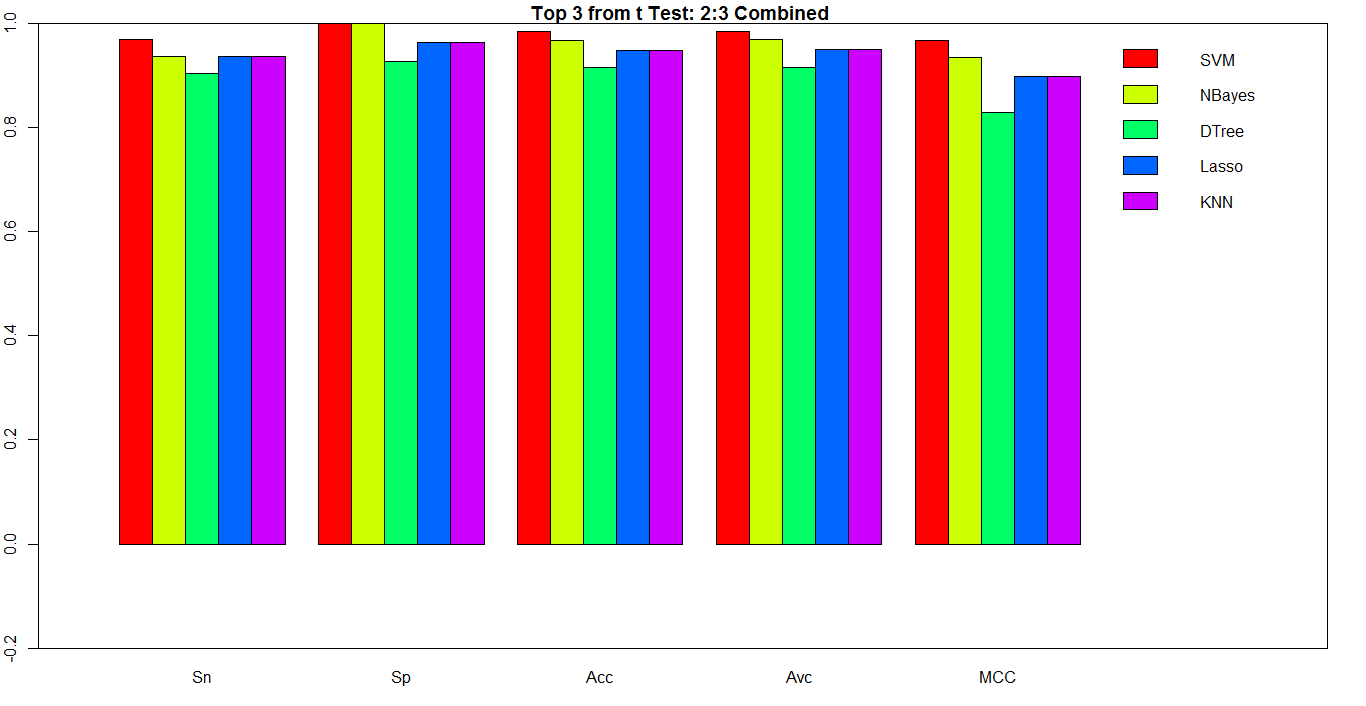 Top 3 from t Test: 2:3 Combined
1.0
0.8
0.6
0.4
0.2
0.0
-0.2
SVM
NBayes
DTree
Lasso
KNN
Sn Sp Acc Avc MCC